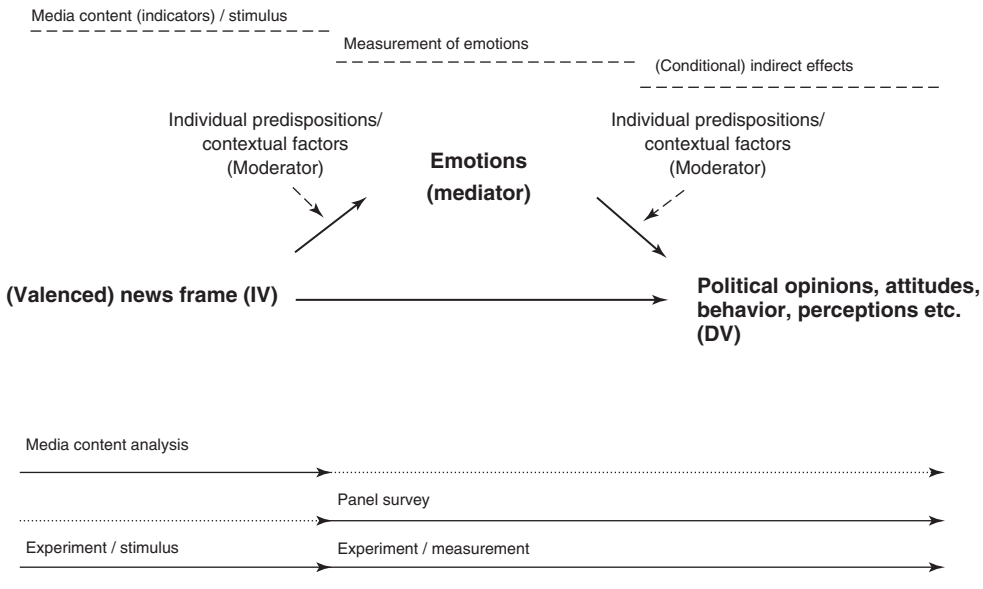 Media content (indicators) / stimulus
Measurement of emotions
(Conditional) indirect effects
Individual predispositions/
contextual factors
(Moderator)
Emotions
(mediator)
Individual predispositions/
contextual factors
(Moderator)
(Valenced) news frame (IV)
Political opinions, attitudes,
behavior, perceptions etc.
(DV)
Media content analysis
Panel survey
Experiment / stimulus
Experiment / measurement